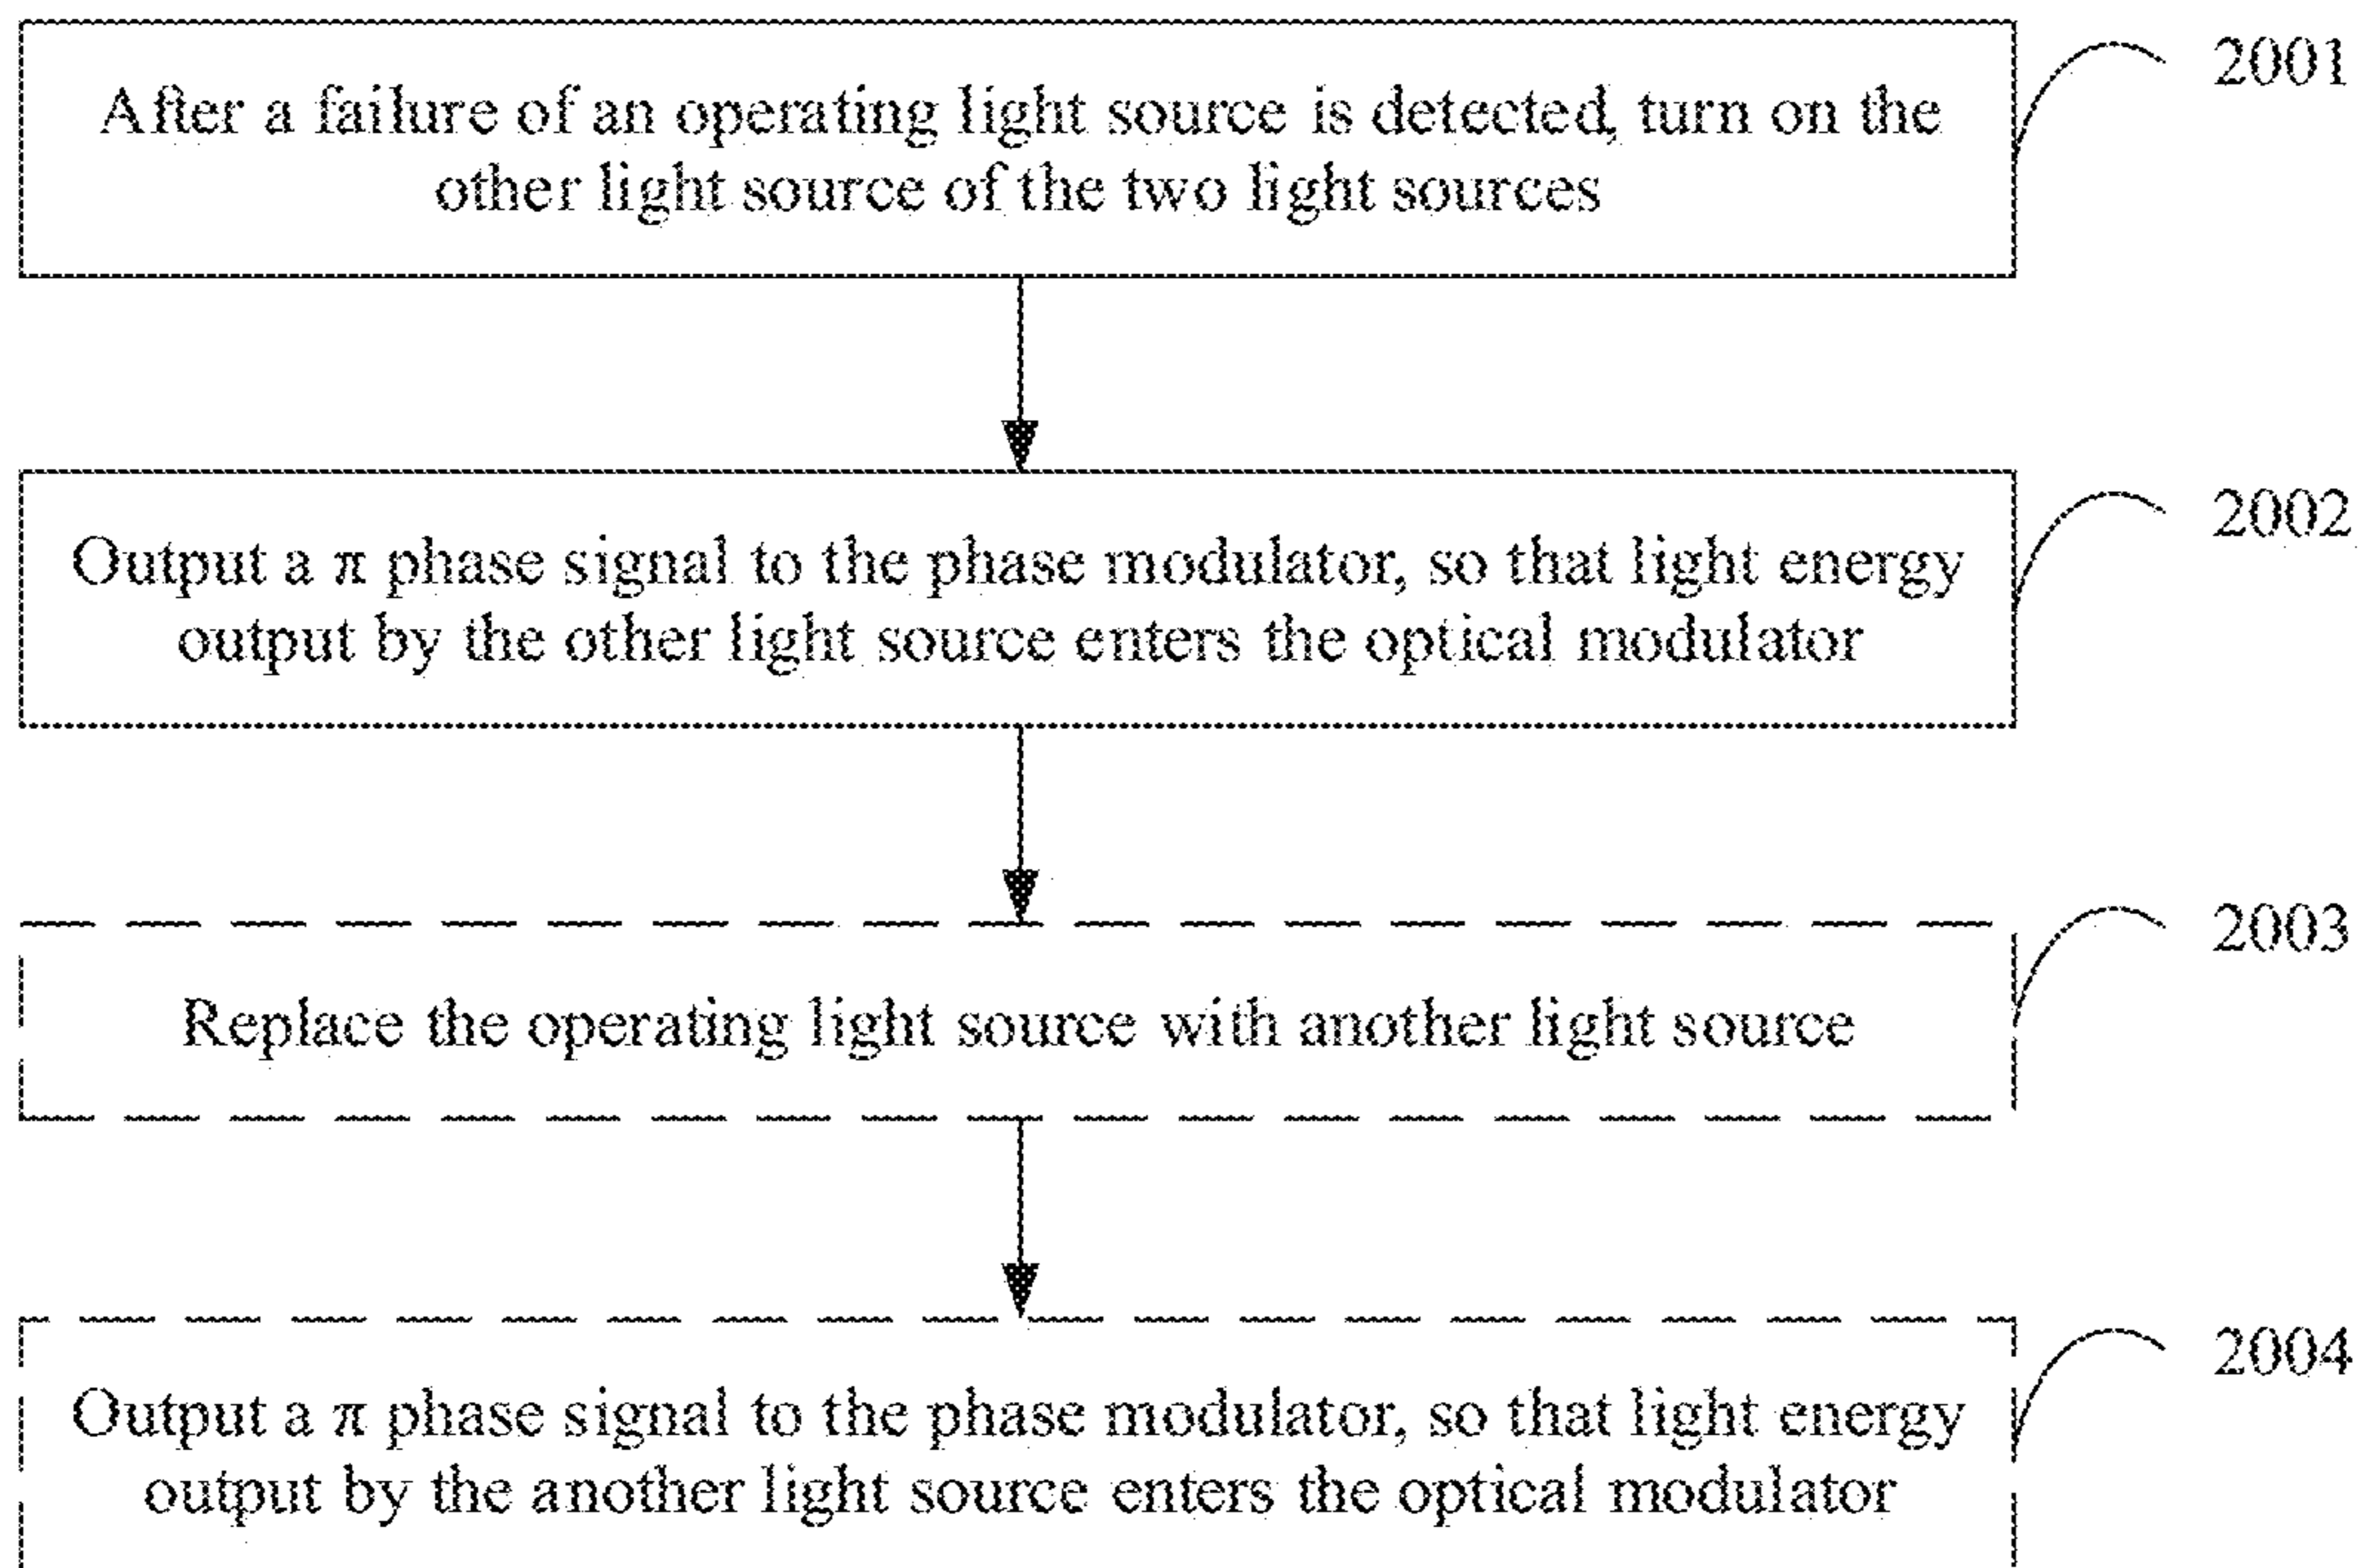 After a failure of an operating light source is detected, turn on the
other light source of the two light sources
2001
Output a π phase signal to the phase modulator, so that light energy
output by the other light source enters the optical modulator
2002
Replace the operating light source with another light source
2003
Output a π phase signal to the phase modulator, so that light energy
output by the another light source enters the optical modulator
2004